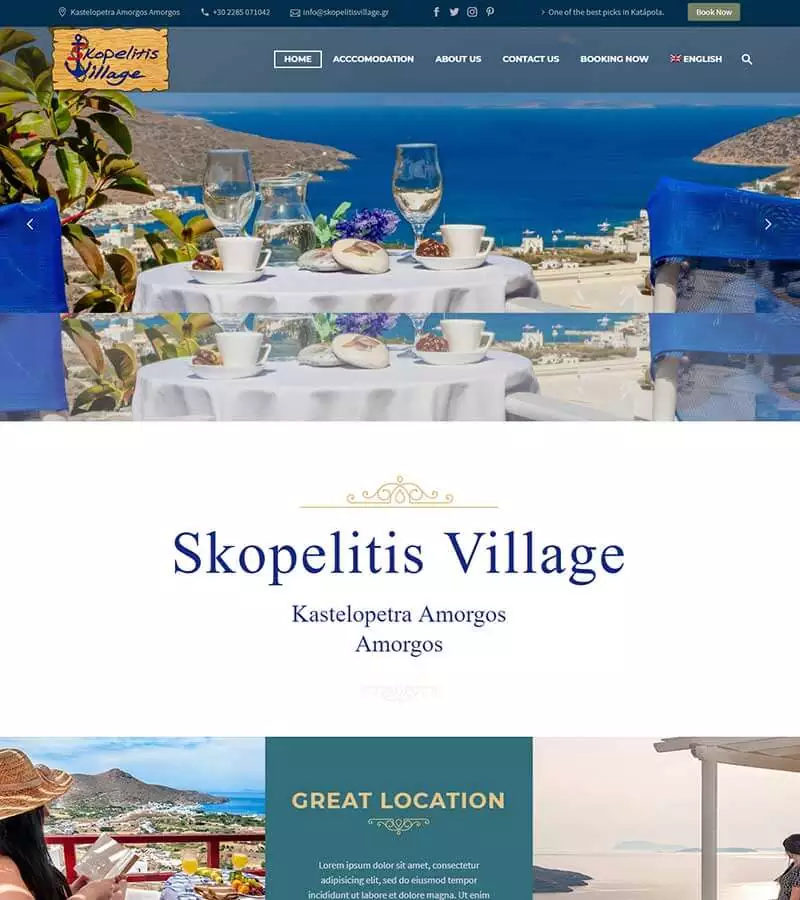 Kastelopetra Amorgos Amorgos
+30 2285 071042
info@skopelitisvillage.gr
One of the best picks in Katápola.
Book Now
Skopelitis
Village
HOME
ACCCOMODATION
ABOUT US
CONTACT US
BOOKING NOW
ENGLISH
Skopelitis Village
Kastelopetra Amorgos
Amorgos
GREAT LOCATION
Lorem ipsum dolor sit amet, consectetur
adipisicing elit, sed do eiusmod tempor
incididunt ut labore et dolore magna. Ut enim